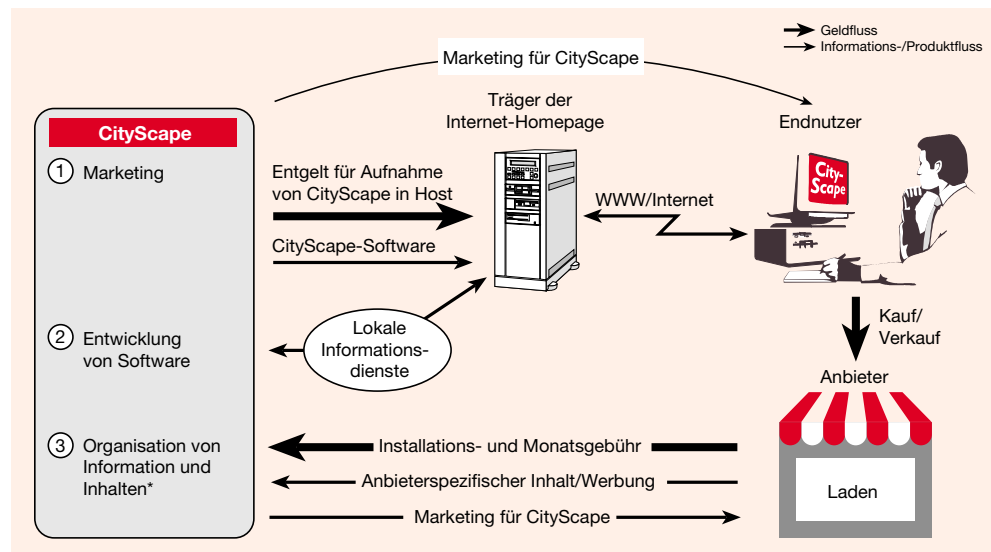 Geldfluss
Informations-/Produktfluss
Marketing für CityScape
Träger der
Internet-Homepage
Endnutzer
CityScape
1 Marketing
Entgelt für Aufnahme
von CityScape in Host
WWW/Internet
City-
Scape
CityScape-Software
2 Entwicklung
von Software
Lokale
Informations-
dienste
Kauf/
Verkauf
Anbieter
3 Organisation von
Information und
Inhalten*
Installations- und Monatsgebühr
Anbieterspezifischer Inhalt/Werbung
Marketing für CityScape
Laden